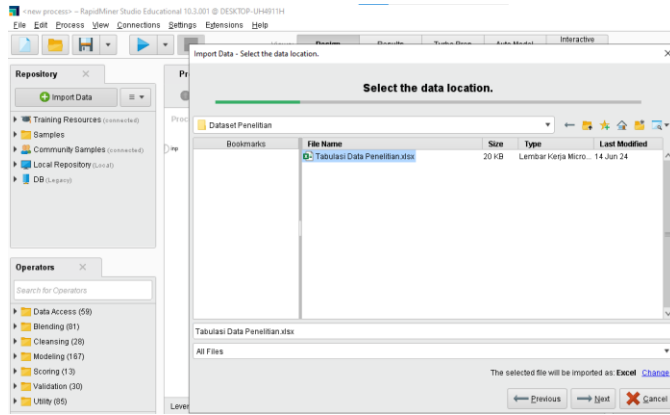 <new process> – RapidMiner Studio Educational 10.3.001 @ DESKTOP-UH4911H
File Edit Process View Connections Settings Extensions Help
Import Data - Select the data location.
Interactive
Repository
Import Data
Training Resources (connected)
Samples
Community Samples (connected)
Local Repository (Local)
DB (Legacy)
Select the data location.
Dataset Penelitian
Bookmarks
File Name Size Type Last Modified
Tabulasi Data Penelitian.xlsx 20 KB Lembar Kerja Micro... 14 Jun 24
Operators
Search for Operators
Data Access (59)
Blending (81)
Cleansing (28)
Modeling (167)
Scoring (13)
Validation (30)
Utility (85)
Tabulasi Data Penelitian.xlsx
All Files
The selected file will be imported as: Excel Change
Previous Next Cancel
Lever